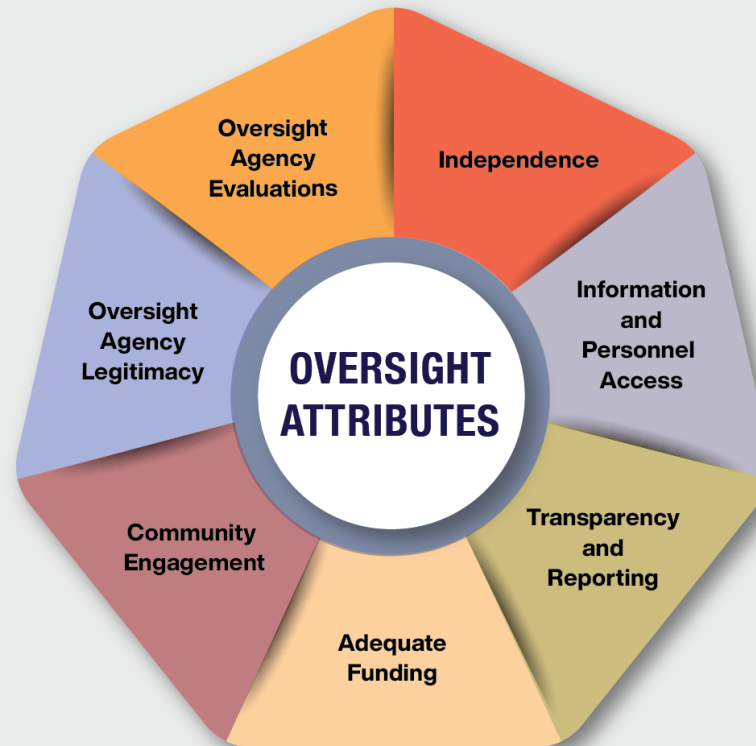 OVERSIGHT
ATTRIBUTES
Independence
Information
and
Personnel
Access
Transparency
and
Reporting
Adequate
Funding
Community
Engagement
Oversight
Agency
Legitimacy
Oversight
Agency
Evaluations